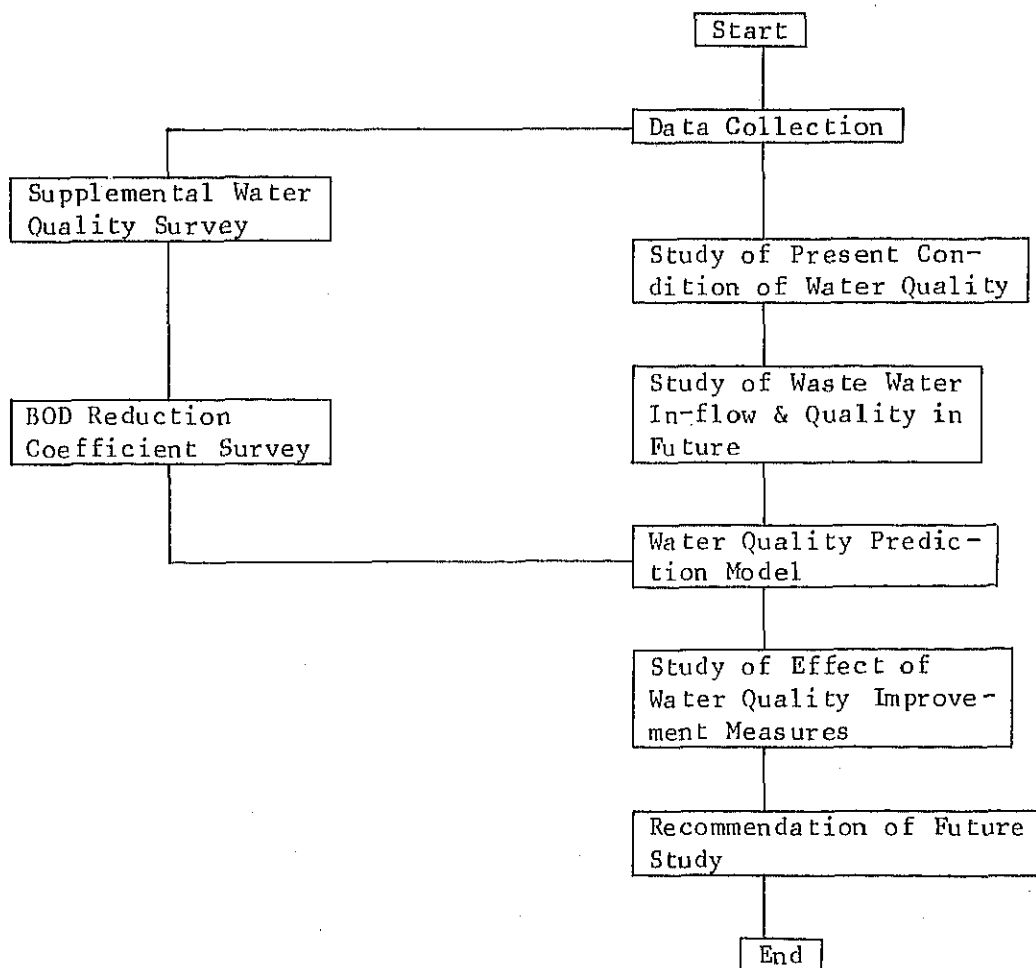 Start
Data Collection
Supplemental Water
Quality Survey
Study of Present Con-
dition of Water Quality
Study of Waste Water
In-flow & Quality in
Future
BOD Reduction
Coefficient Survey
Water Quality Predic-
tion Model
Study of Effect of
Water Quality Improve-
ment Measures
Recommendation of Future
Study
End